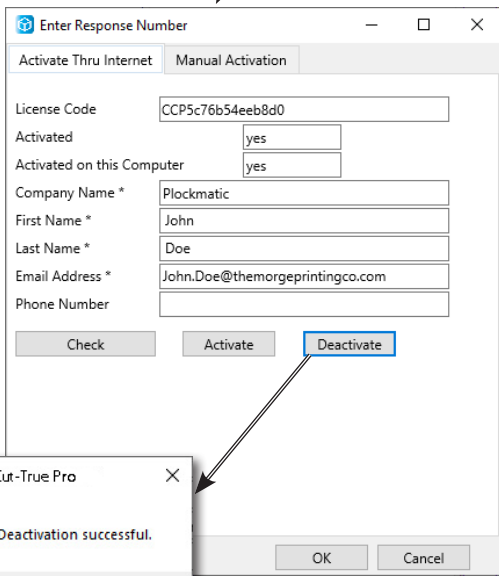 Enter Response Number
Activate Thru Internet Manual Activation
License Code CCP5c76b54eeb8d0
Activated yes
Activated on this Computer yes
Company Name * Plockmatic
First Name * John
Last Name * Doe
Email Address * John.Doe@themorgeprintingco.com
Phone Number
Check Activate Deactivate
Cut-True Pro
Deactivation successful.
OK Cancel